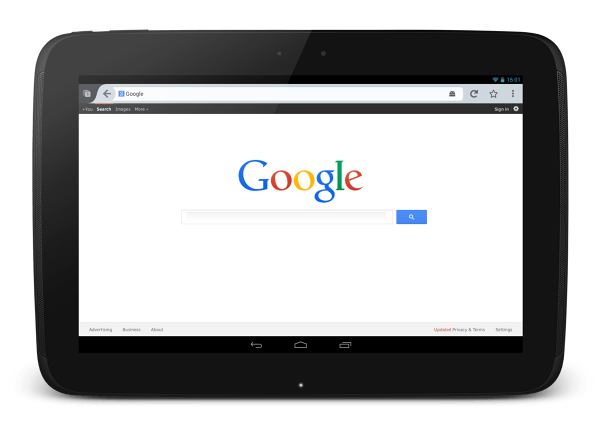 15:01
Google
+You Search Images More
Sign in
Google
Advertising Business About Updated Privacy & Terms Settings